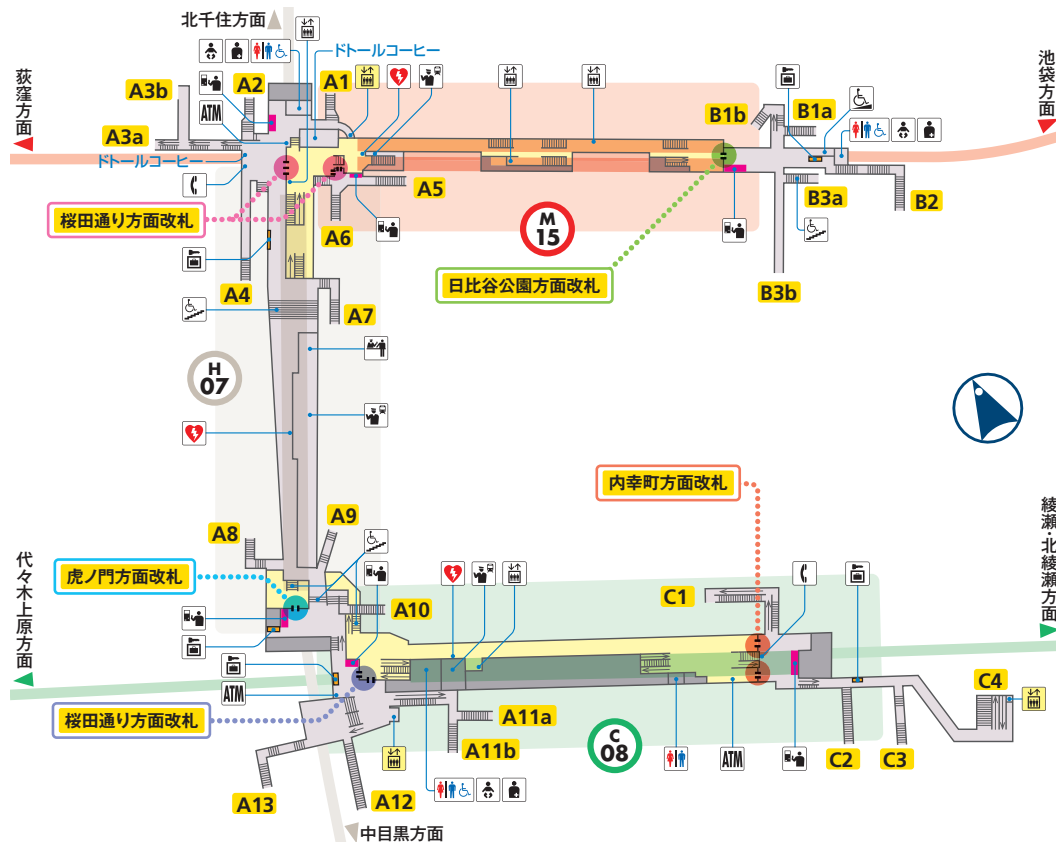 北千住方面
ドトールコーヒー
荻窪方面
池袋方面
A3b
A2
A1
ATM
A3a
B1b
B1a
ドトールコーヒー
A5
B3a
B2
桜田通り方面改札
A6
M
15
日比谷公園方面改札
A4
A7
B3b
H
07
内幸町方面改札
綾瀬・北綾瀬方面
代々木上原方面
A8
A9
虎ノ門方面改札
A10
C1
ATM
桜田通り方面改札
A11a
A11b
C
08
ATM
C2
C3
C4
A13
A12
中目黒方面